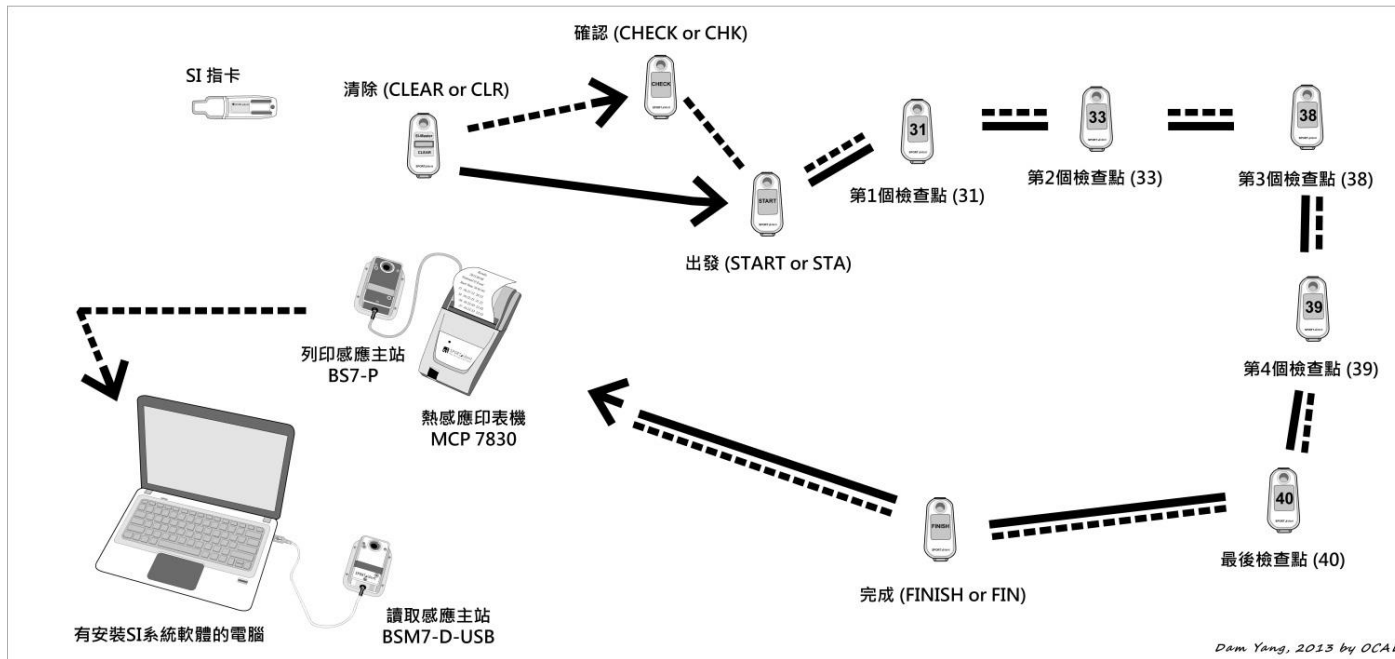 SI 指卡
清除 (CLEAR or CLR)
CLEAR
確認 (CHECK or CHK)
CHECK
出發 (START or STA)
START
31
第1個檢查點 (31)
33
第2個檢查點 (33)
38
第3個檢查點 (38)
39
第4個檢查點 (39)
40
最後檢查點 (40)
FINISH
完成 (FINISH or FIN)
列印感應主站
BS7-P
熱感應印表機
MCP 7830
讀取感應主站
BSM7-D-USB
有安裝SI系統軟體的電腦
Dam Yang, 2013 by